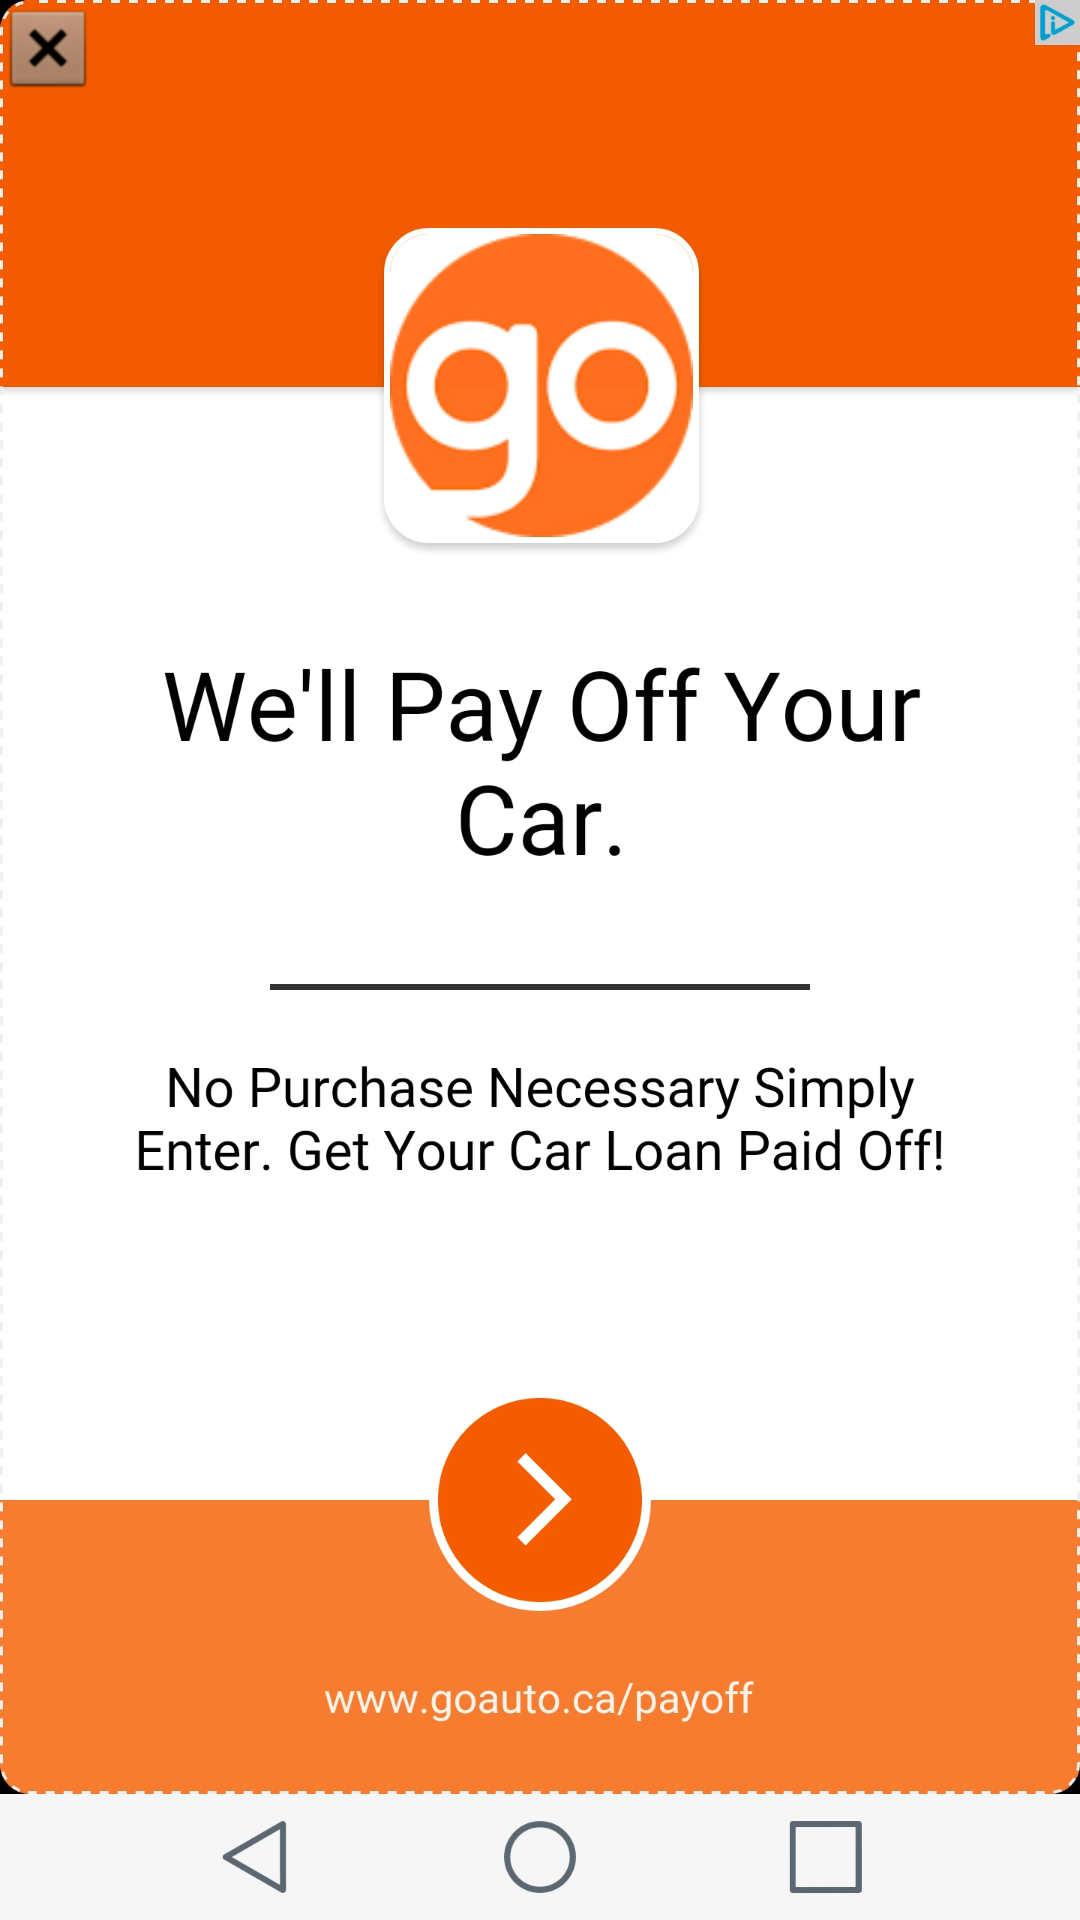 go
We'll Pay Off Your
Car.
No Purchase Necessary Simply
Enter. Get Your Car Loan Paid Off!
www.goauto.ca/payoff